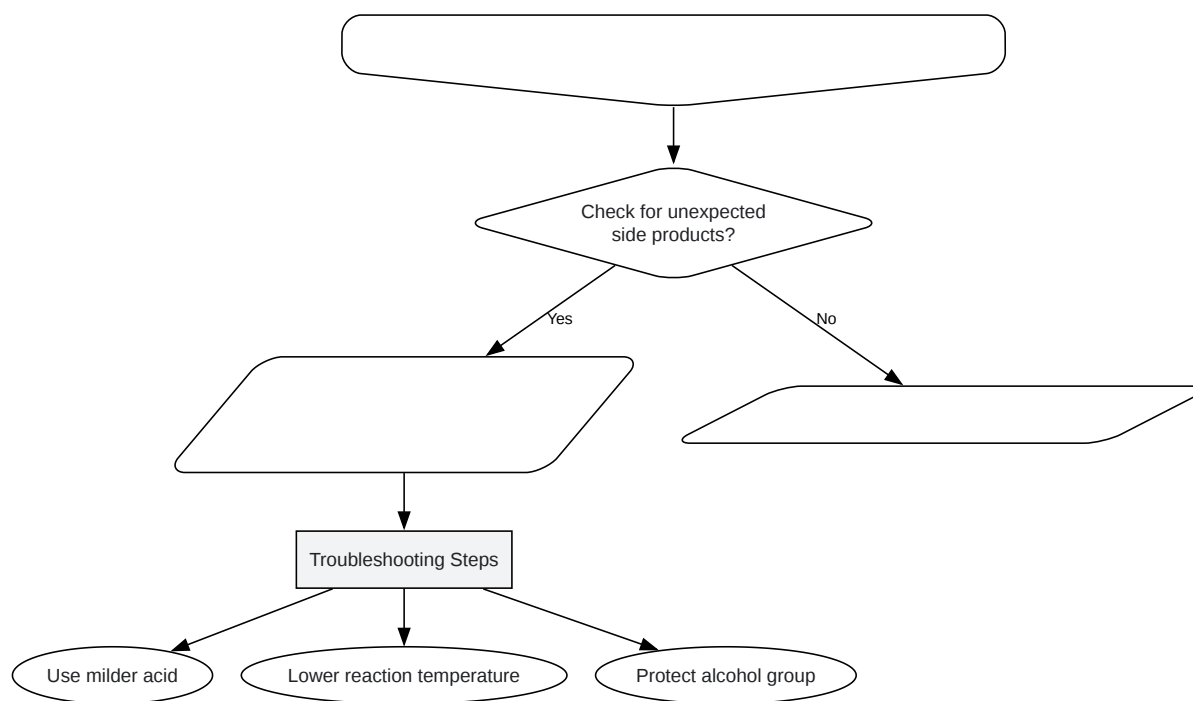 Check for unexpected
side products?
Yes
No
Troubleshooting Steps
Use milder acid
Lower reaction temperature
Protect alcohol group